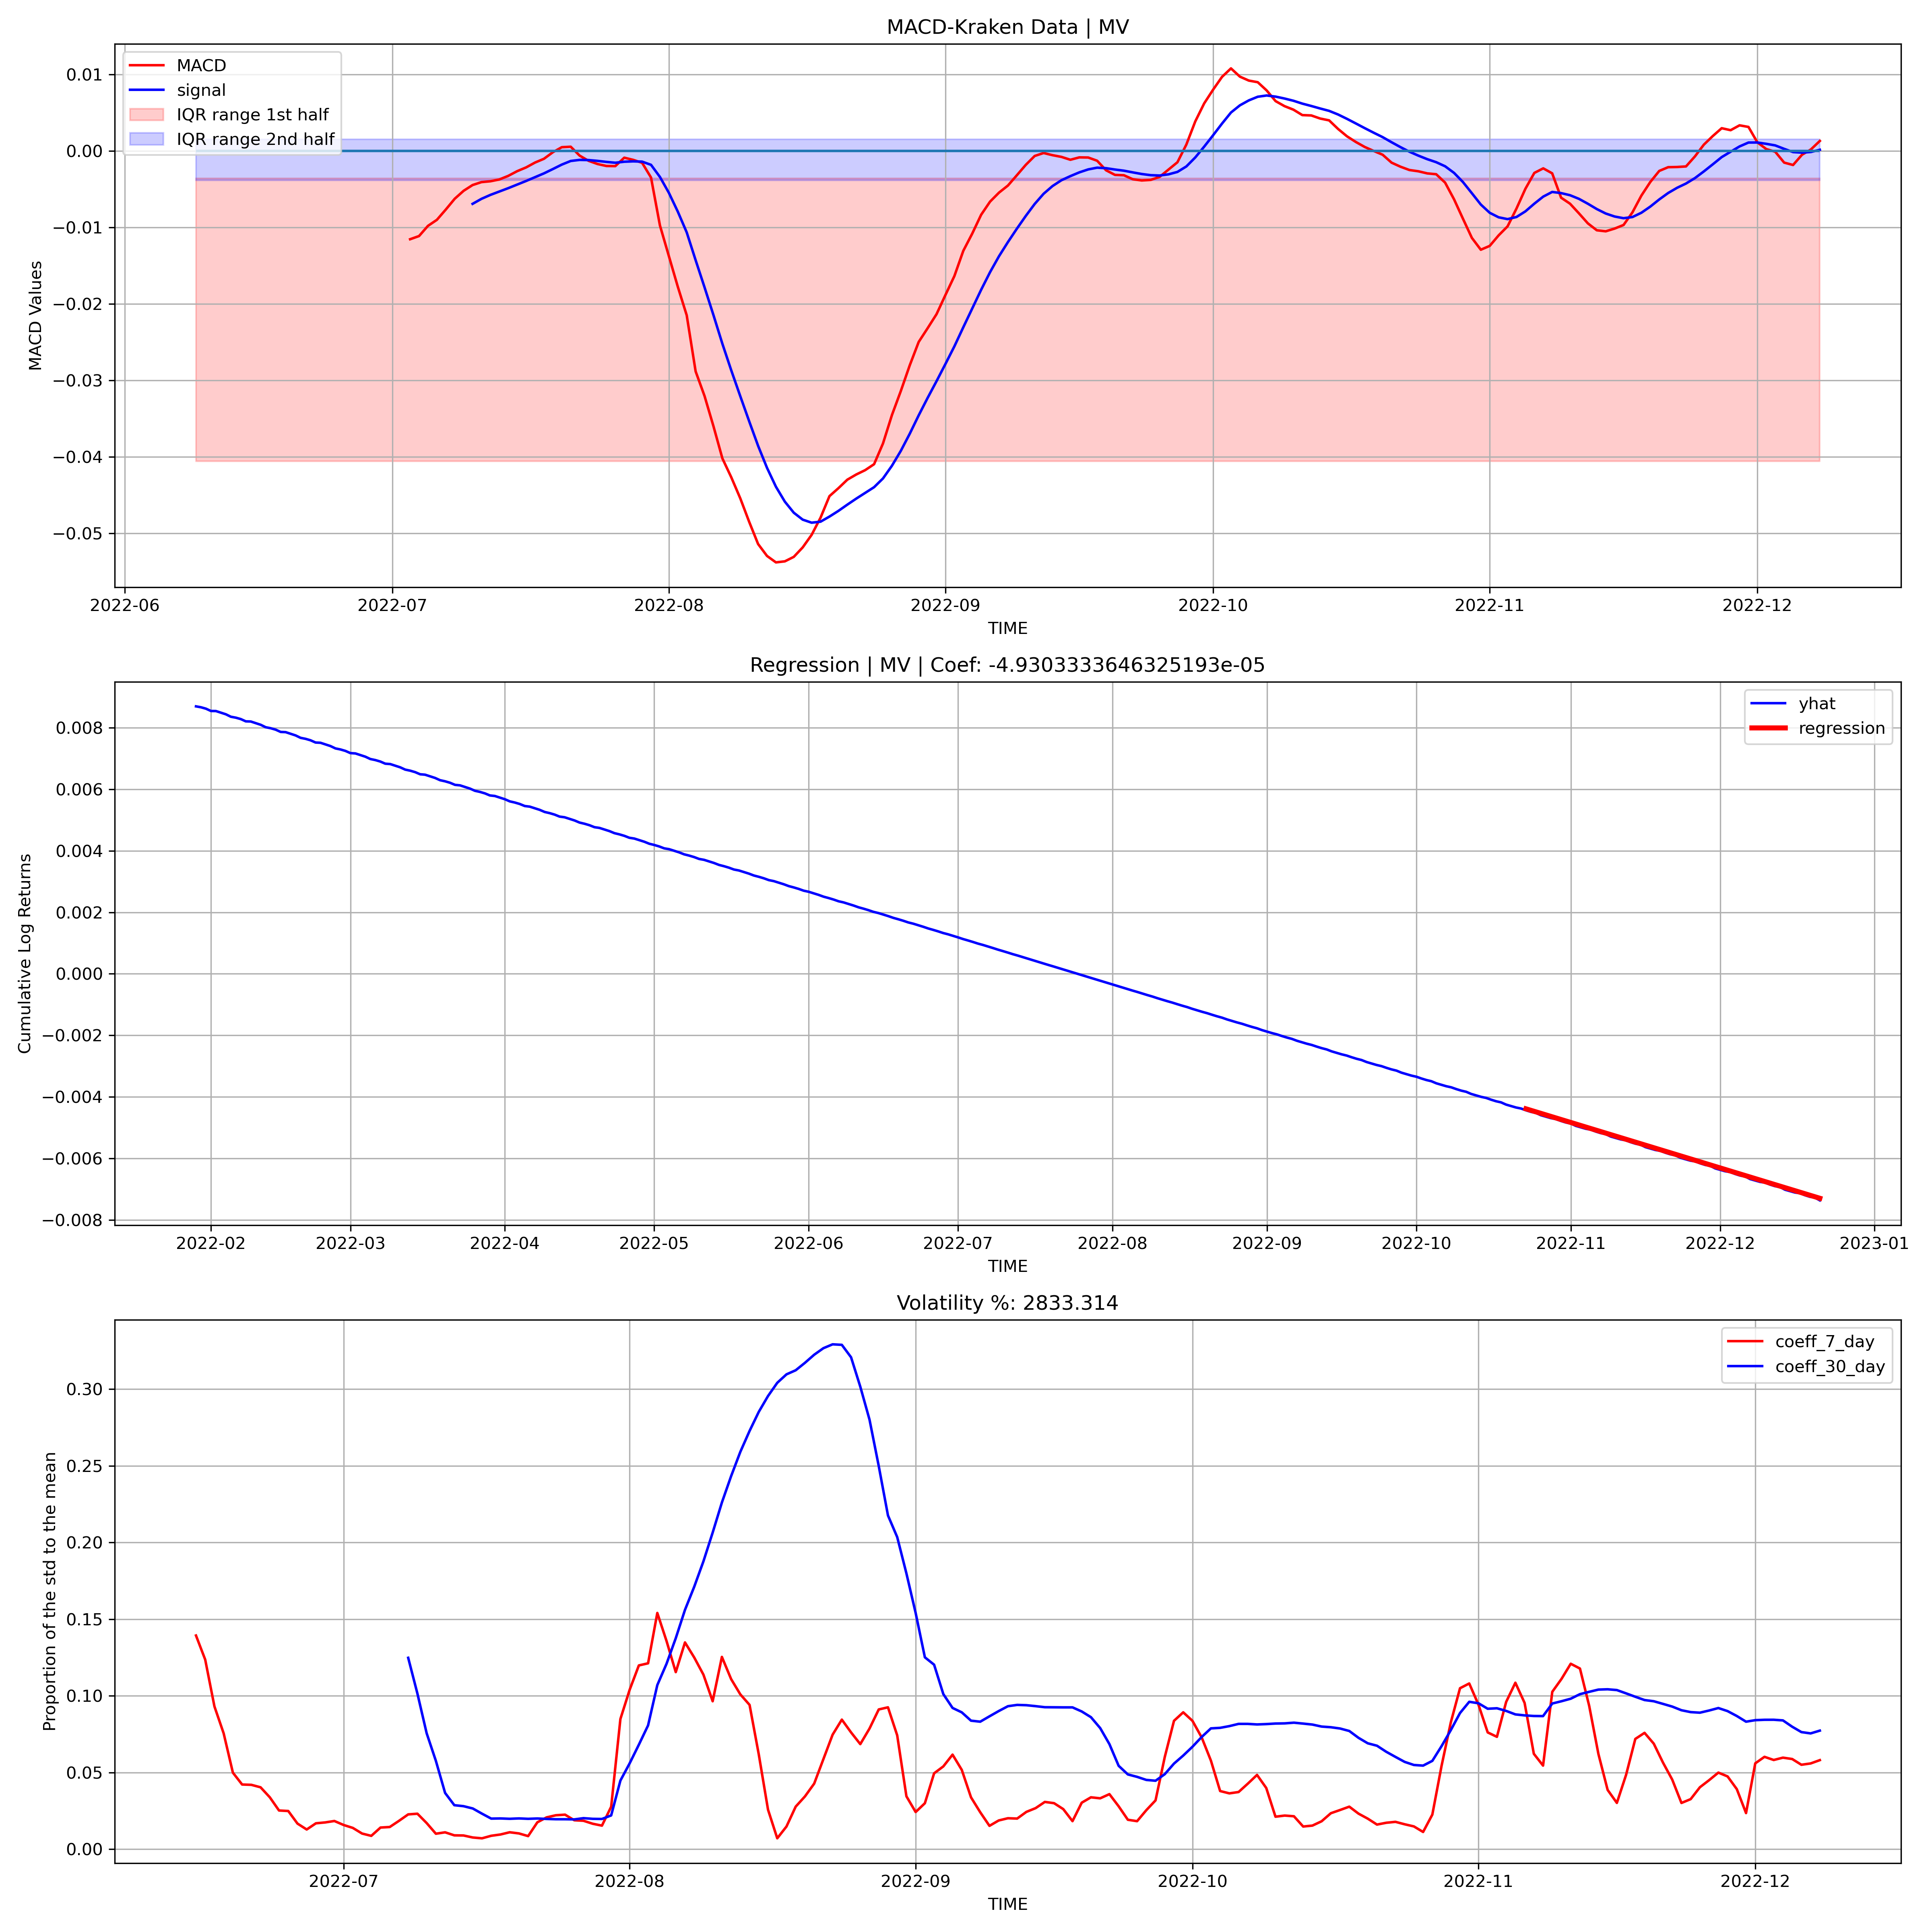 MACD-Kraken Data | MV
MACD
signal
IQR range 1st half
IQR range 2nd half
0.01
0.00
−0.01
−0.02
−0.03
−0.04
−0.05
MACD Values
2022-06 2022-07 2022-08 2022-09 2022-10 2022-11 2022-12
TIME
Regression | MV | Coef: -4.9303333646325193e-05
yhat
regression
0.008
0.006
0.004
0.002
0.000
−0.002
−0.004
−0.006
−0.008
Cumulative Log Returns
2022-02 2022-03 2022-04 2022-05 2022-06 2022-07 2022-08 2022-09 2022-10 2022-11 2022-12 2023-01
TIME
Volatility %: 2833.314
coeff_7_day
coeff_30_day
0.30
0.25
0.20
0.15
0.10
0.05
0.00
Proportion of the std to the mean
2022-07 2022-08 2022-09 2022-10 2022-11 2022-12
TIME